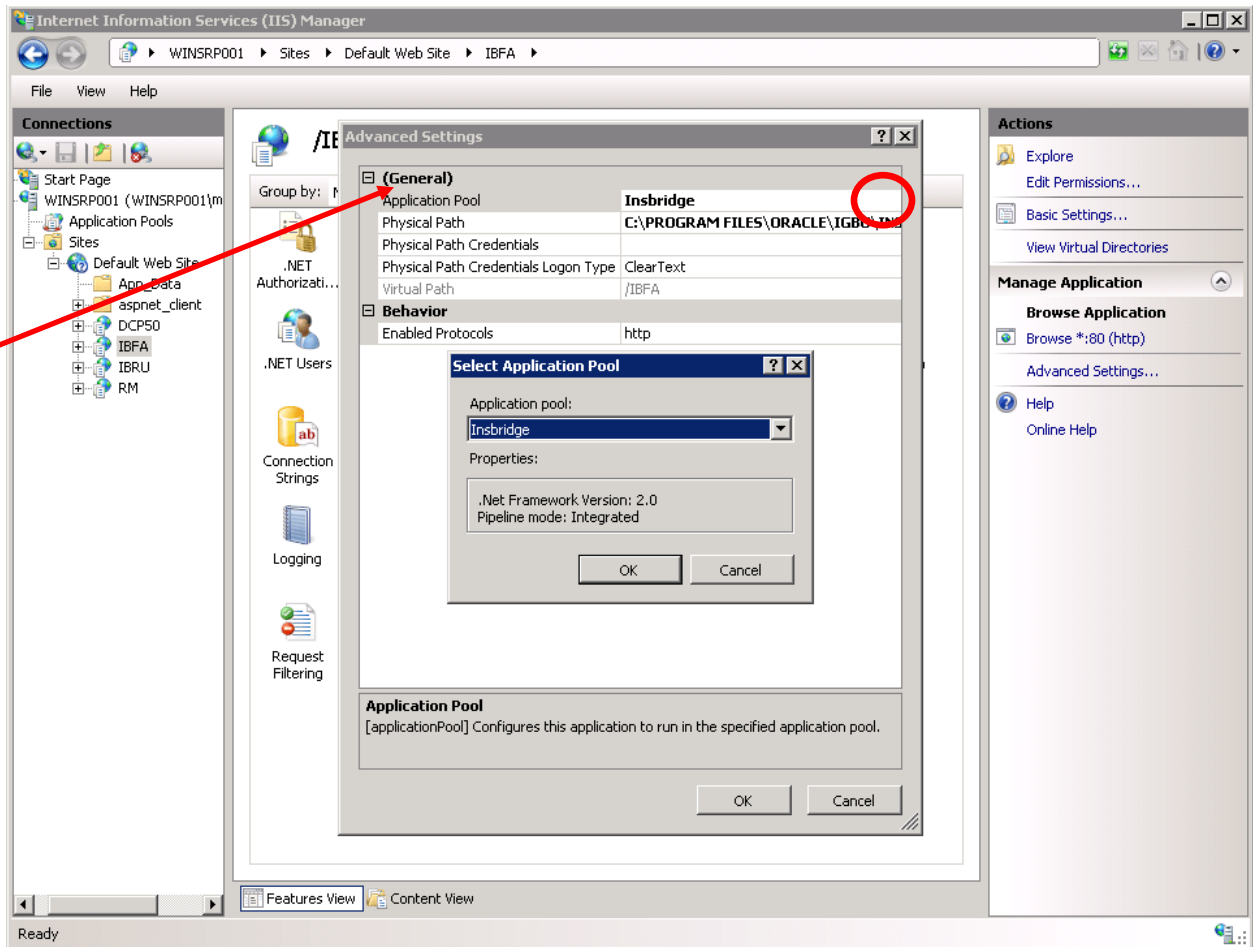 Internet Information Services (IIS) Manager
WINSRP001 Sites Default Web Site IBFA
File View Help
Connections
Start Page
WINSRP001 (WINSRP001\m
Application Pools
Sites
Default Web Site
App_Data
aspnet_client
DCP50
IBFA
IBRU
RM
Group by:
.NET
Authorizati...
.NET Users
Connection
Strings
Logging
Request
Filtering
Features View Content View
Advanced Settings
(General)
Application Pool Insbridge
Physical Path C:\PROGRAM FILES\ORACLE\IGBU\INS
Physical Path Credentials
Physical Path Credentials Logon Type ClearText
Virtual Path /IBFA
Behavior
Enabled Protocols http
Select Application Pool
Application pool:
Insbridge
Properties:
.Net Framework Version: 2.0
Pipeline mode: Integrated
OK Cancel
Application Pool
[applicationPool] Configures this application to run in the specified application pool.
OK Cancel
Actions
Explore
Edit Permissions...
Basic Settings...
View Virtual Directories
Manage Application
Browse Application
Browse *:80 (http)
Advanced Settings...
Help
Online Help
Ready